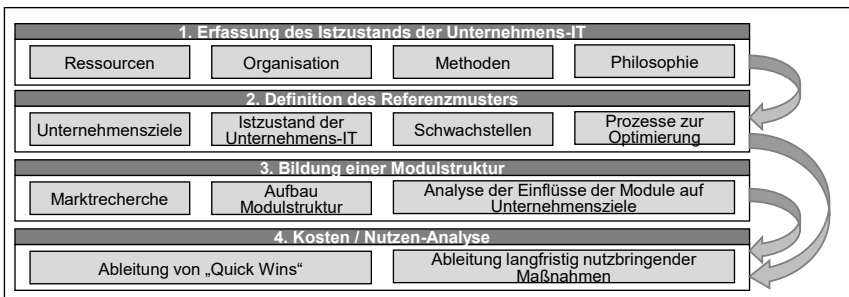 1. Erfassung des Istzustands der Unternehmens-IT
Ressourcen
Organisation
Methoden
Philosophie
2. Definition des Referenzmusters
Unternehmensziele
Istzustand der
Unternehmens-IT
Schwachstellen
Prozesse zur
Optimierung
3. Bildung einer Modulstruktur
Marktrecherche
Aufbau
Modulstruktur
Analyse der Einflüsse der Module auf
Unternehmensziele
4. Kosten / Nutzen-Analyse
Ableitung von „Quick Wins“
Ableitung langfristig nutzbringender
Maßnahmen